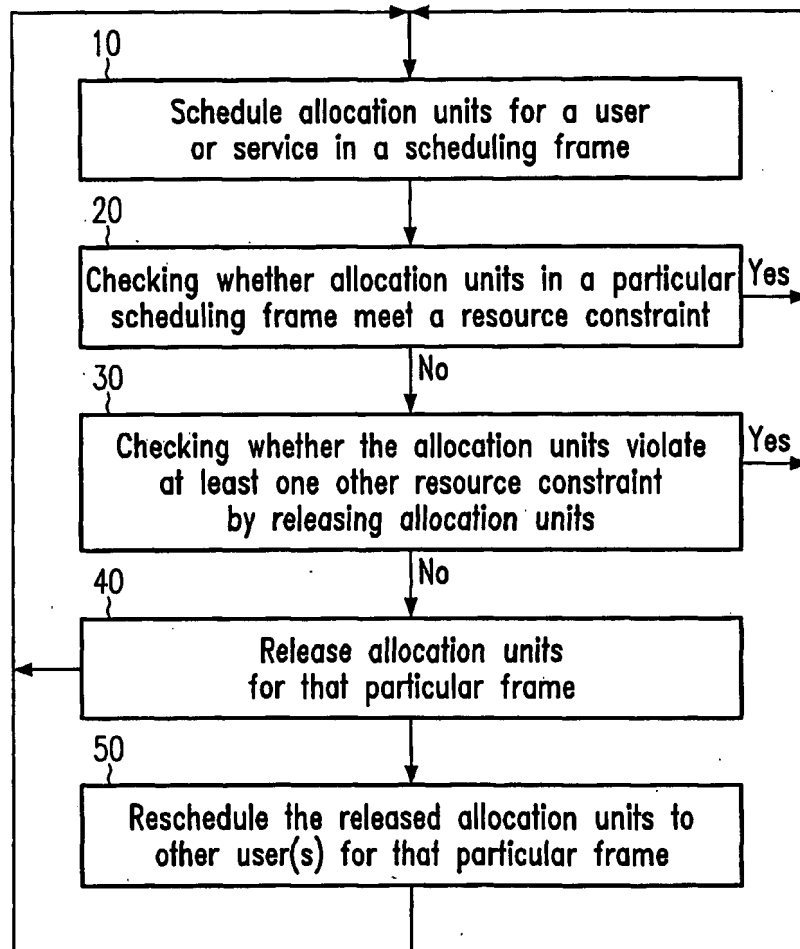 10
Schedule allocation units for a user
or service in a scheduling frame
20
Checking whether allocation units in a particular
scheduling frame meet a resource constraint
Yes
No
30
Checking whether the allocation units violate
at least one other resource constraint
by releasing allocation units
Yes
No
40
Release allocation units
for that particular frame
50
Reschedule the released allocation units to
other user(s) for that particular frame